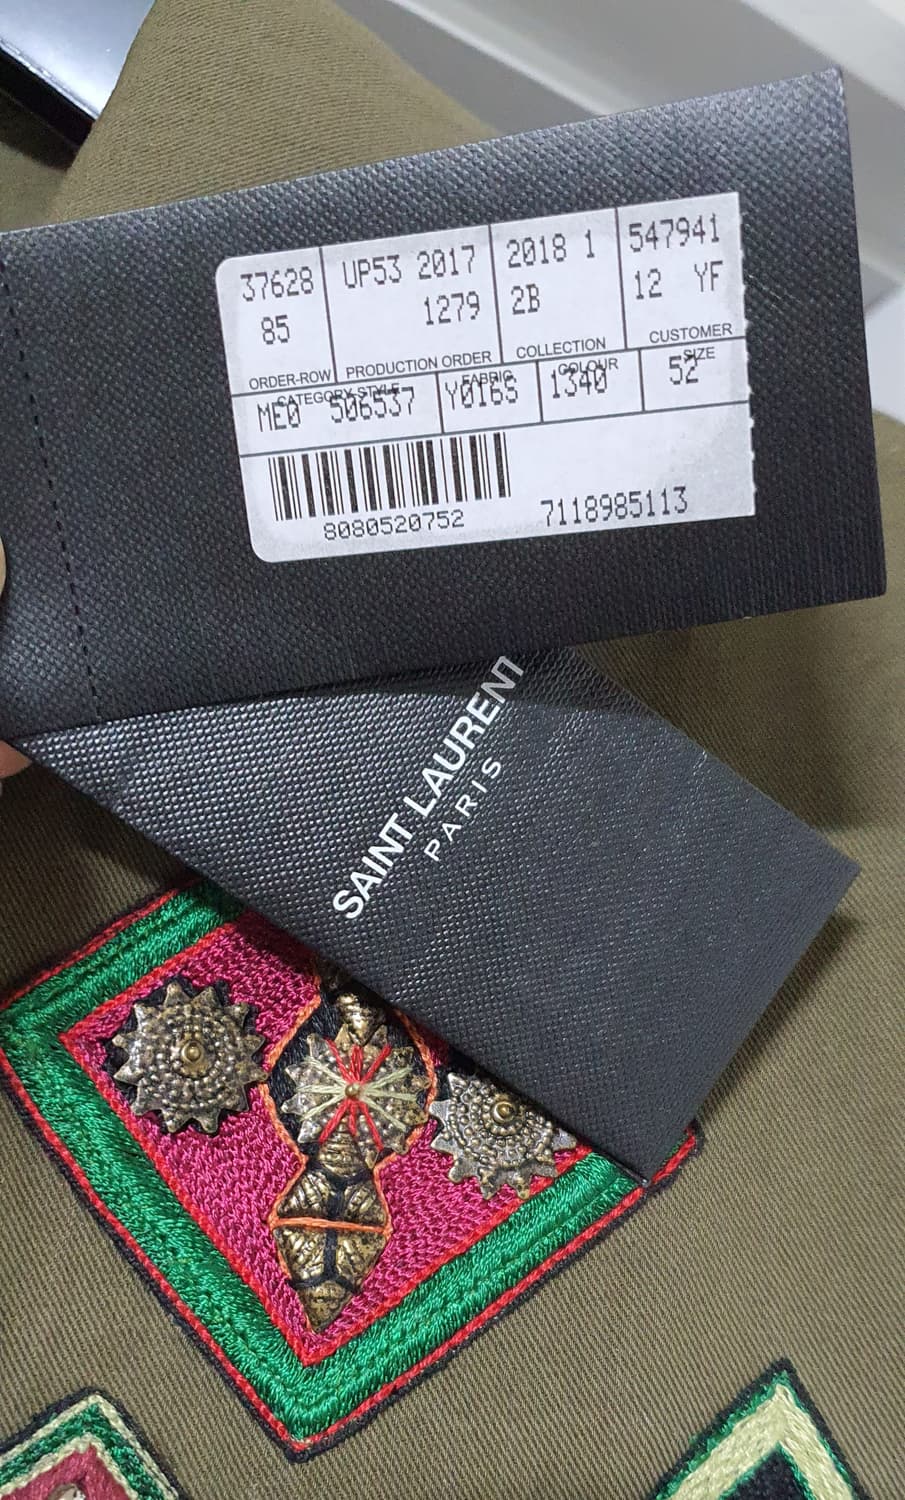 37628 UP53 2017 2018 1 547941
85 1279 2B 12 YF
ORDER-ROW PRODUCTION ORDER COLLECTION CUSTOMER
CATEGORY-STYLE FABRIC COLOUR SIZE
ME0 506537 Y016S 1340 52
8080520752 7118985113
SAINT LAURENT
PARIS